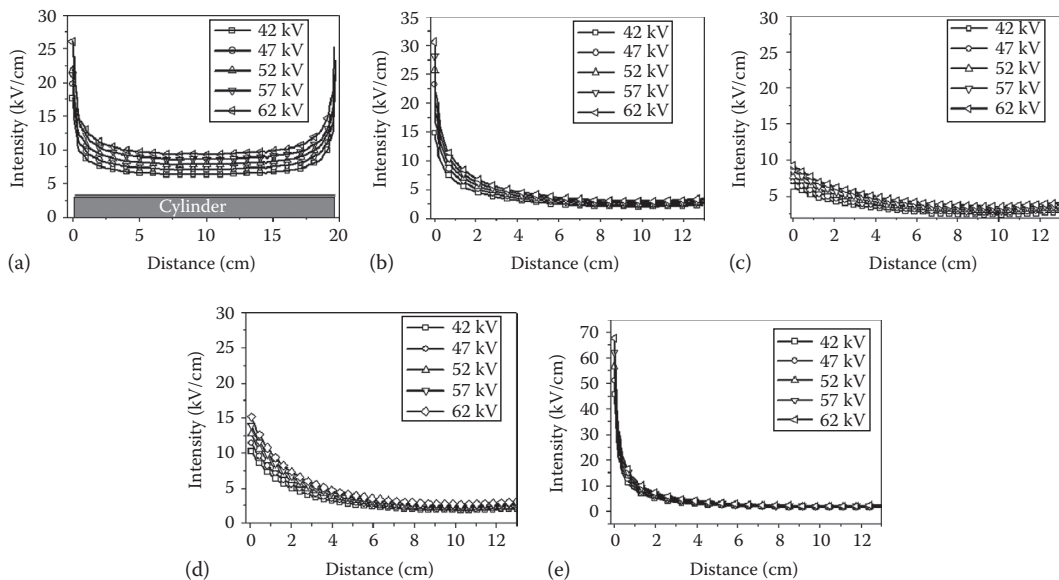 30
25
20
15
10
5
0
Intensity (kV/cm)
42 kV
47 kV
52 kV
57 kV
62 kV
Cylinder
0 5 10 15 20
Distance (cm)
(a)
35
30
25
20
15
10
5
0
Intensity (kV/cm)
42 kV
47 kV
52 kV
57 kV
62 kV
0 2 4 6 8 10 12
Distance (cm)
(b)
30
25
20
15
10
5
Intensity (kV/cm)
42 kV
47 kV
52 kV
57 kV
62 kV
0 2 4 6 8 10 12
Distance (cm)
(c)
30
25
20
15
10
5
0
Intensity (kV/cm)
42 kV
47 kV
52 kV
57 kV
62 kV
0 2 4 6 8 10 12
Distance (cm)
(d)
70
60
50
40
30
20
10
0
Intensity (kV/cm)
42 kV
47 kV
52 kV
57 kV
62 kV
0 2 4 6 8 10 12
Distance (cm)
(e)